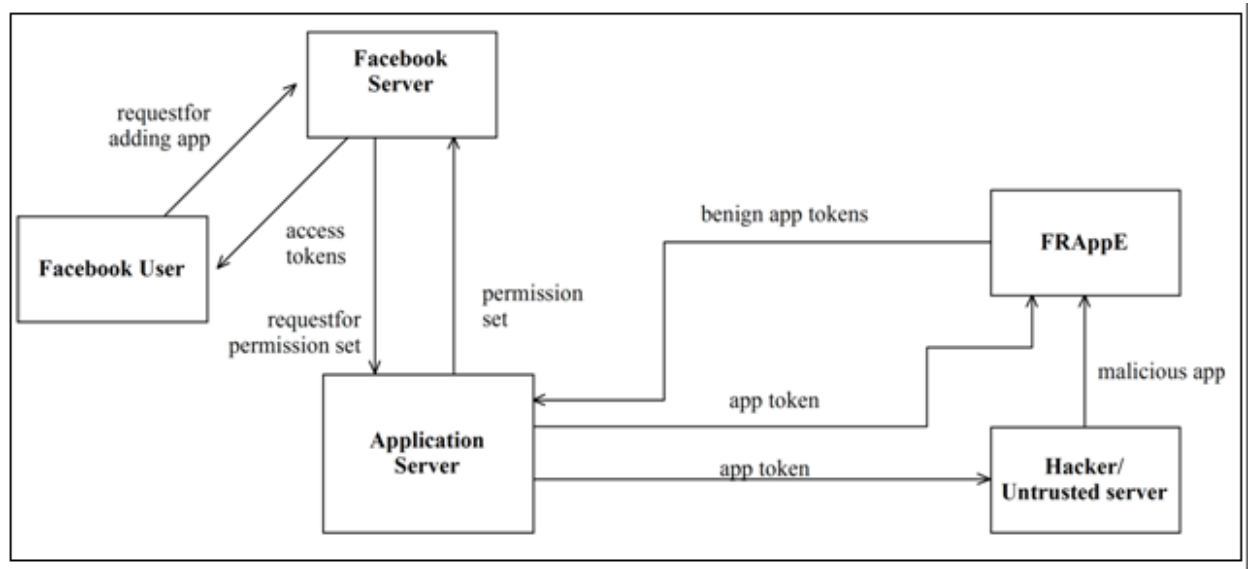 Facebook
Server
requestfor
adding app
Facebook User
access
tokens
requestfor
permission set
permission
set
benign app tokens
FRAppE
app token
malicious app
Application
Server
app token
Hacker/
Untrusted server